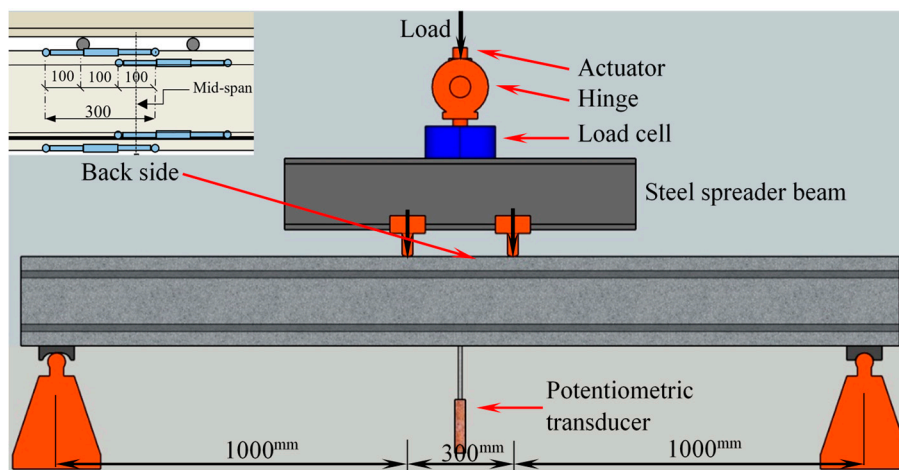 Load
Actuator
Hinge
Load cell
100 100 100
Mid-span
300
Back side
Steel spreader beam
Potentiometric
transducer
1000mm 300mm 1000mm